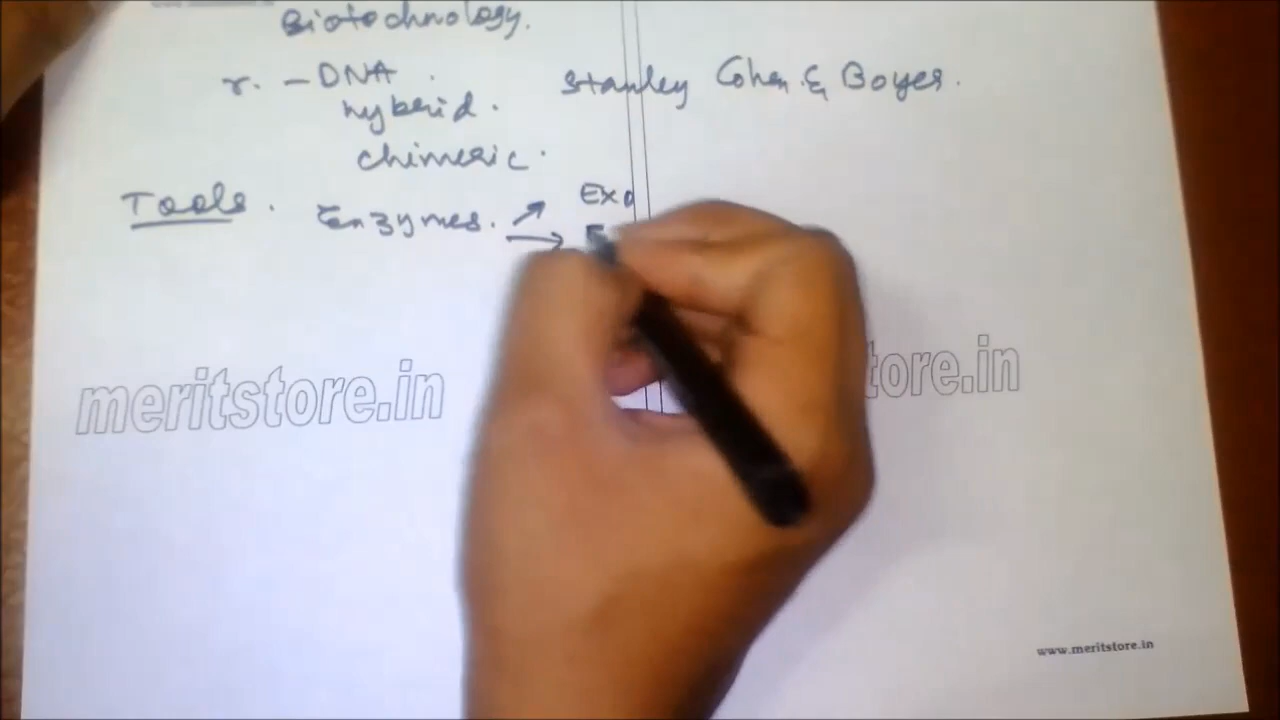 Biotechnology.
r. - DNA. Stanley Cohen & Boyer.
hybrid.
chimeric.
Tools. Enzymes. Exo
meritstore.in
tore.in
www.meritstore.in